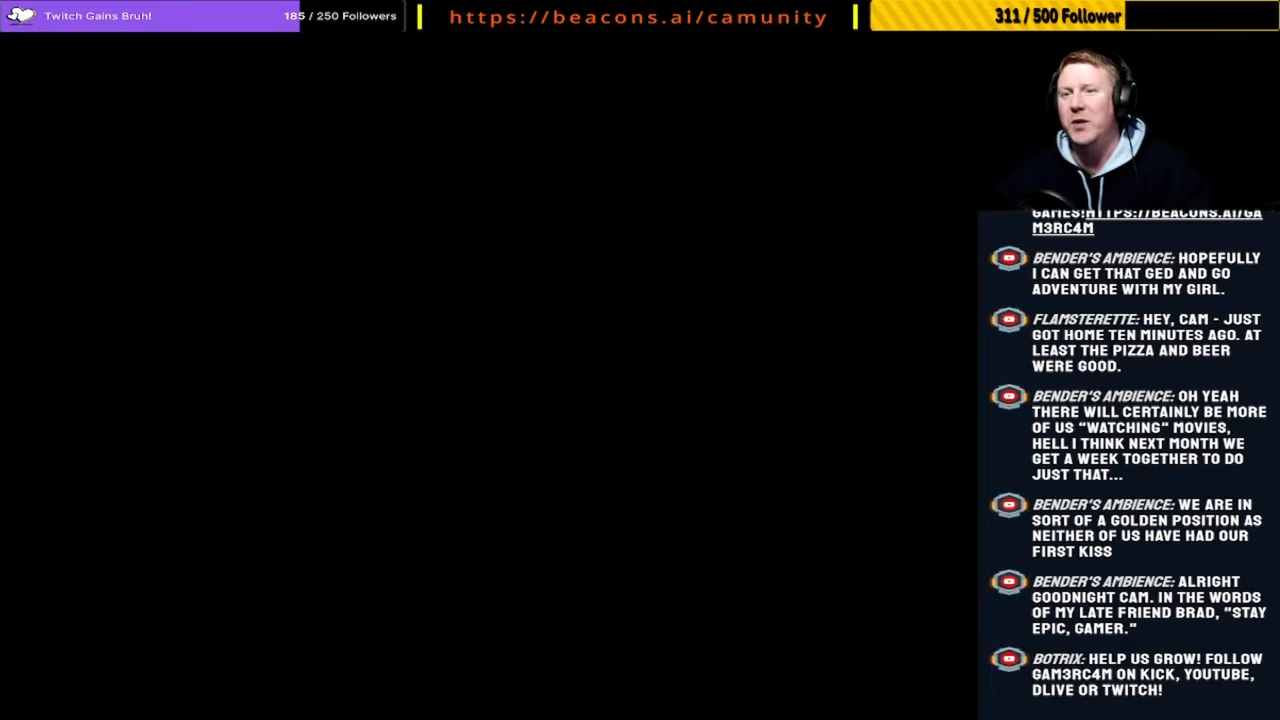 Twitch Gains Bruh!
185 / 250 Followers
https://beacons.ai/camunity
311 / 500 Follower
GAMES!HTTPS://BEACONS.AI/GA
M3RC4M
BENDER'S AMBIENCE: HOPEFULLY
I CAN GET THAT GED AND GO
ADVENTURE WITH MY GIRL.
FLAMSTERETTE: HEY, CAM - JUST
GOT HOME TEN MINUTES AGO. AT
LEAST THE PIZZA AND BEER
WERE GOOD.
BENDER'S AMBIENCE: OH YEAH
THERE WILL CERTAINLY BE MORE
OF US "WATCHING" MOVIES,
HELL I THINK NEXT MONTH WE
GET A WEEK TOGETHER TO DO
JUST THAT...
BENDER'S AMBIENCE: WE ARE IN
SORT OF A GOLDEN POSITION AS
NEITHER OF US HAVE HAD OUR
FIRST KISS
BENDER'S AMBIENCE: ALRIGHT
GOODNIGHT CAM. IN THE WORDS
OF MY LATE FRIEND BRAD, "STAY
EPIC, GAMER."
BOTRIX: HELP US GROW! FOLLOW
GAM3RC4M ON KICK, YOUTUBE,
DLIVE OR TWITCH!